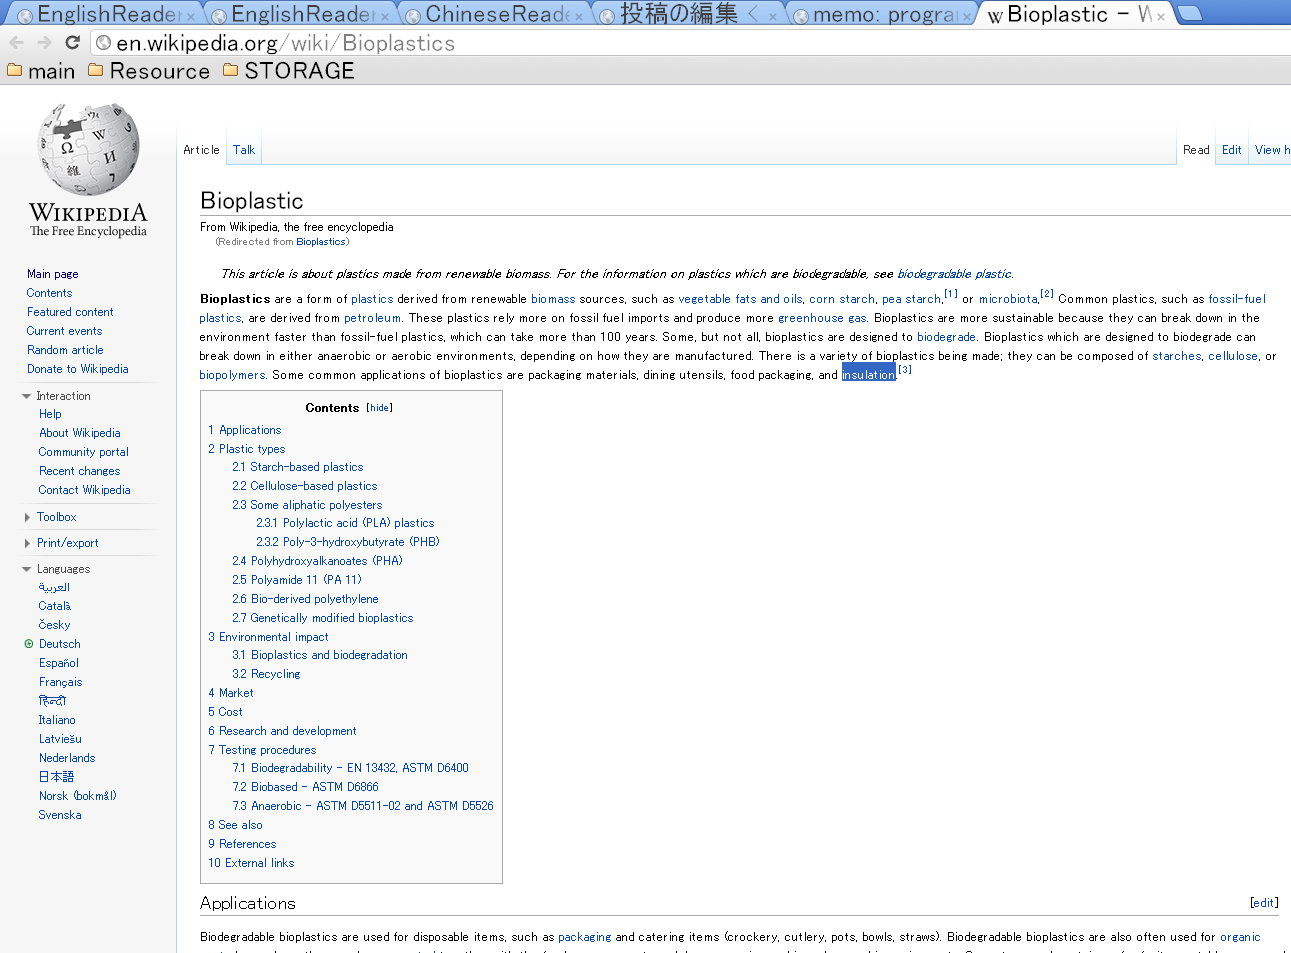 EnglishReader EnglishReader ChineseReade 投稿の編集 く memo: progra Bioplastic - W
en.wikipedia.org/wiki/Bioplastics
main Resource STORAGE
WIKIPEDIA
The Free Encyclopedia
Article Talk Read Edit View h
Bioplastic
From Wikipedia, the free encyclopedia
(Redirected from Bioplastics)
This article is about plastics made from renewable biomass. For the information on plastics which are biodegradable, see biodegradable plastic.
Bioplastics are a form of plastics derived from renewable biomass sources, such as vegetable fats and oils, corn starch, pea starch,[1] or microbiota.[2] Common plastics, such as fossil-fuel
plastics, are derived from petroleum. These plastics rely more on fossil fuel imports and produce more greenhouse gas. Bioplastics are more sustainable because they can break down in the
environment faster than fossil-fuel plastics, which can take more than 100 years. Some, but not all, bioplastics are designed to biodegrade. Bioplastics which are designed to biodegrade can
break down in either anaerobic or aerobic environments, depending on how they are manufactured. There is a variety of bioplastics being made; they can be composed of starches, cellulose, or
biopolymers. Some common applications of bioplastics are packaging materials, dining utensils, food packaging, and insulation.[3]
Main page
Contents
Featured content
Current events
Random article
Donate to Wikipedia
Interaction
Help
About Wikipedia
Community portal
Recent changes
Contact Wikipedia
Toolbox
Print/export
Languages
العربية
Català
Česky
Deutsch
Español
Français
हिन्दी
Italiano
Latviešu
Nederlands
日本語
Norsk (bokmål)
Svenska
Contents [hide]
1 Applications
2 Plastic types
2.1 Starch-based plastics
2.2 Cellulose-based plastics
2.3 Some aliphatic polyesters
2.3.1 Polylactic acid (PLA) plastics
2.3.2 Poly-3-hydroxybutyrate (PHB)
2.4 Polyhydroxyalkanoates (PHA)
2.5 Polyamide 11 (PA 11)
2.6 Bio-derived polyethylene
2.7 Genetically modified bioplastics
3 Environmental impact
3.1 Bioplastics and biodegradation
3.2 Recycling
4 Market
5 Cost
6 Research and development
7 Testing procedures
7.1 Biodegradability - EN 13432, ASTM D6400
7.2 Biobased - ASTM D6866
7.3 Anaerobic - ASTM D5511-02 and ASTM D5526
8 See also
9 References
10 External links
Applications [edit]
Biodegradable bioplastics are used for disposable items, such as packaging and catering items (crockery, cutlery, pots, bowls, straws). Biodegradable bioplastics are also often used for organic